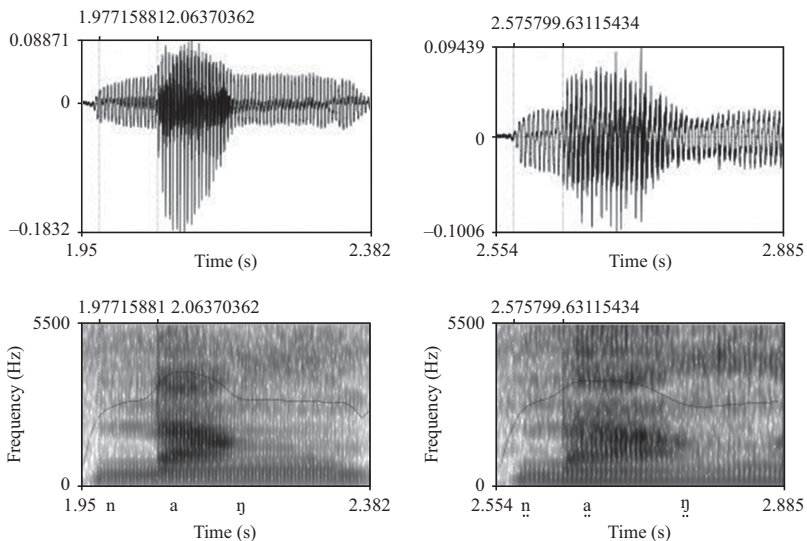 1.977158812.06370362
0.08871
0
−0.1832
1.95
2.382
Time (s)
2.575799.63115434
0.09439
0
−0.1006
2.554
2.885
Time (s)
1.97715881 2.06370362
5500
Frequency (Hz)
0
1.95 n a ŋ 2.382
Time (s)
2.575799.63115434
5500
Frequency (Hz)
0
2.554 n̤ a̤ ŋ̤ 2.885
Time (s)